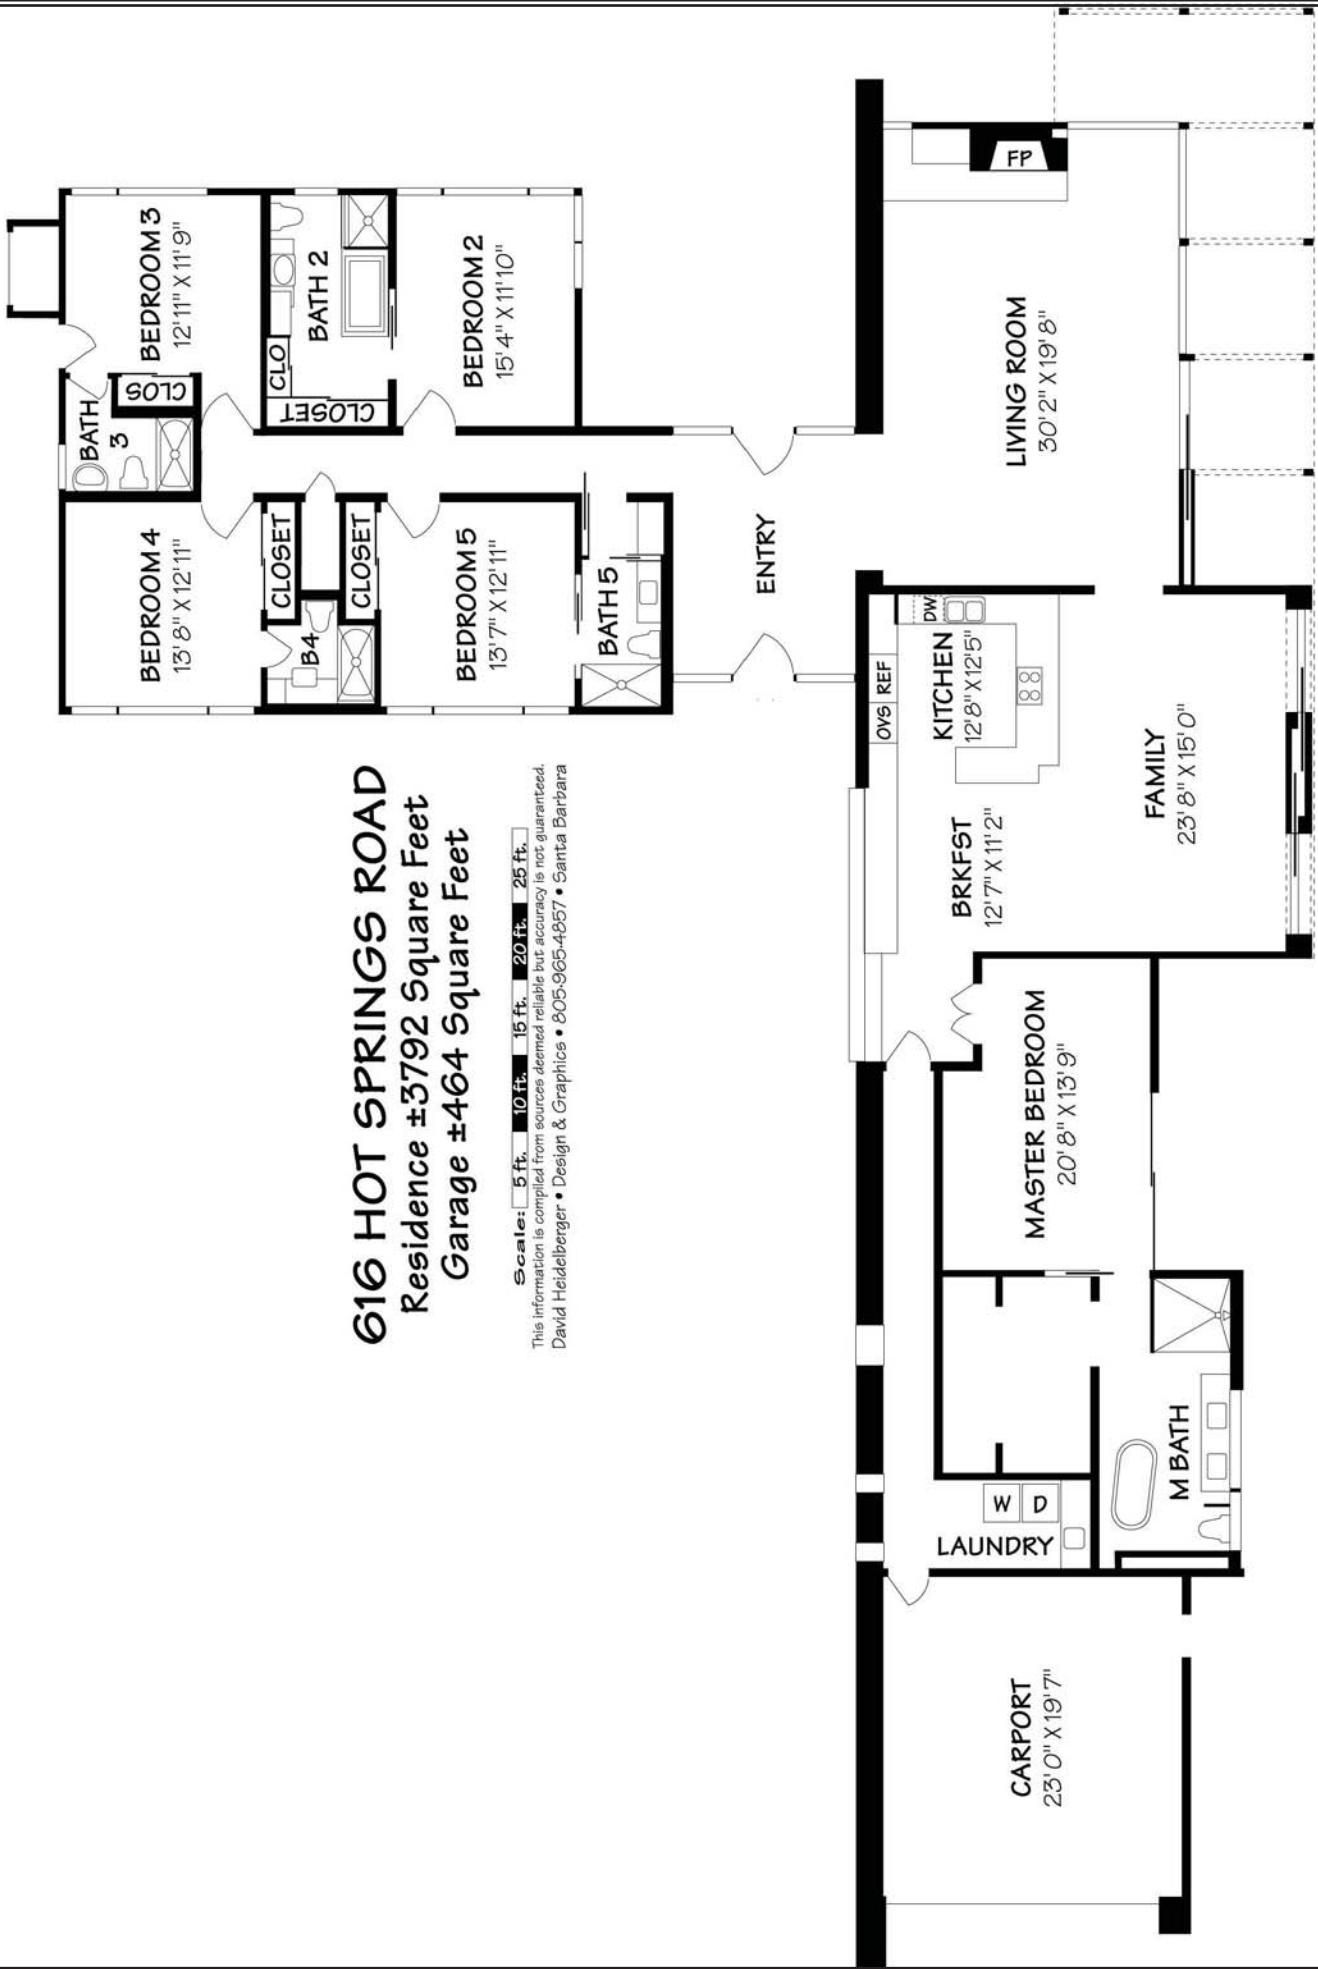 BEDROOM 3
12'11" X 11'9"
CLOS
BATH
3
BATH 2
CLO
CLOSET
BEDROOM 2
15'4" X 11'10"
BEDROOM 4
13'8" X 12'11"
CLOSET
B4
CLOSET
BEDROOM 5
13'7" X 12'11"
BATH 5
ENTRY
FP
LIVING ROOM
30'2" X 19'8"
DW
REF
OVS
KITCHEN
12'8" X 12'5"
BRKFST
12'7" X 11'2"
FAMILY
23'8" X 15'0"
MASTER BEDROOM
20'8" X 13'9"
M BATH
W
D
LAUNDRY
CARPORT
23'0" X 19'7"
616 HOT SPRINGS ROAD
Residence ±3792 Square Feet
Garage ±464 Square Feet
Scale: 5 ft. 10 ft. 15 ft. 20 ft. 25 ft.
This information is compiled from sources deemed reliable but accuracy is not guaranteed.
David Heidelberger • Design & Graphics • 805-965-4857 • Santa Barbara